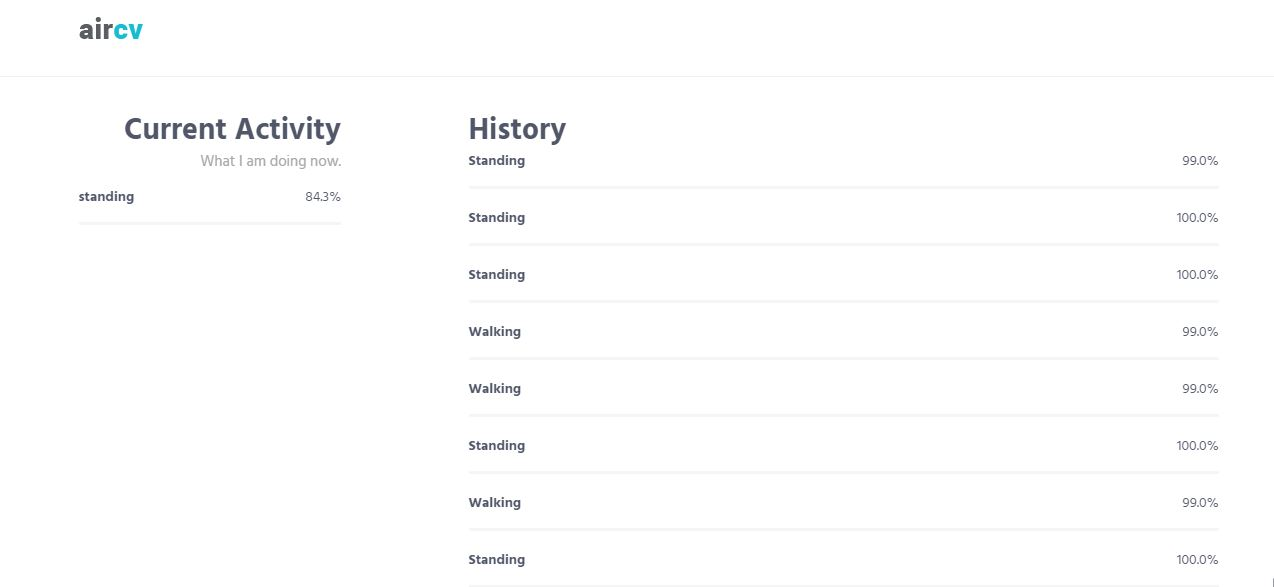 aircv
Current Activity
What I am doing now.
standing 84.3%
History
Standing 99.0%
Standing 100.0%
Standing 100.0%
Walking 99.0%
Walking 99.0%
Standing 100.0%
Walking 99.0%
Standing 100.0%